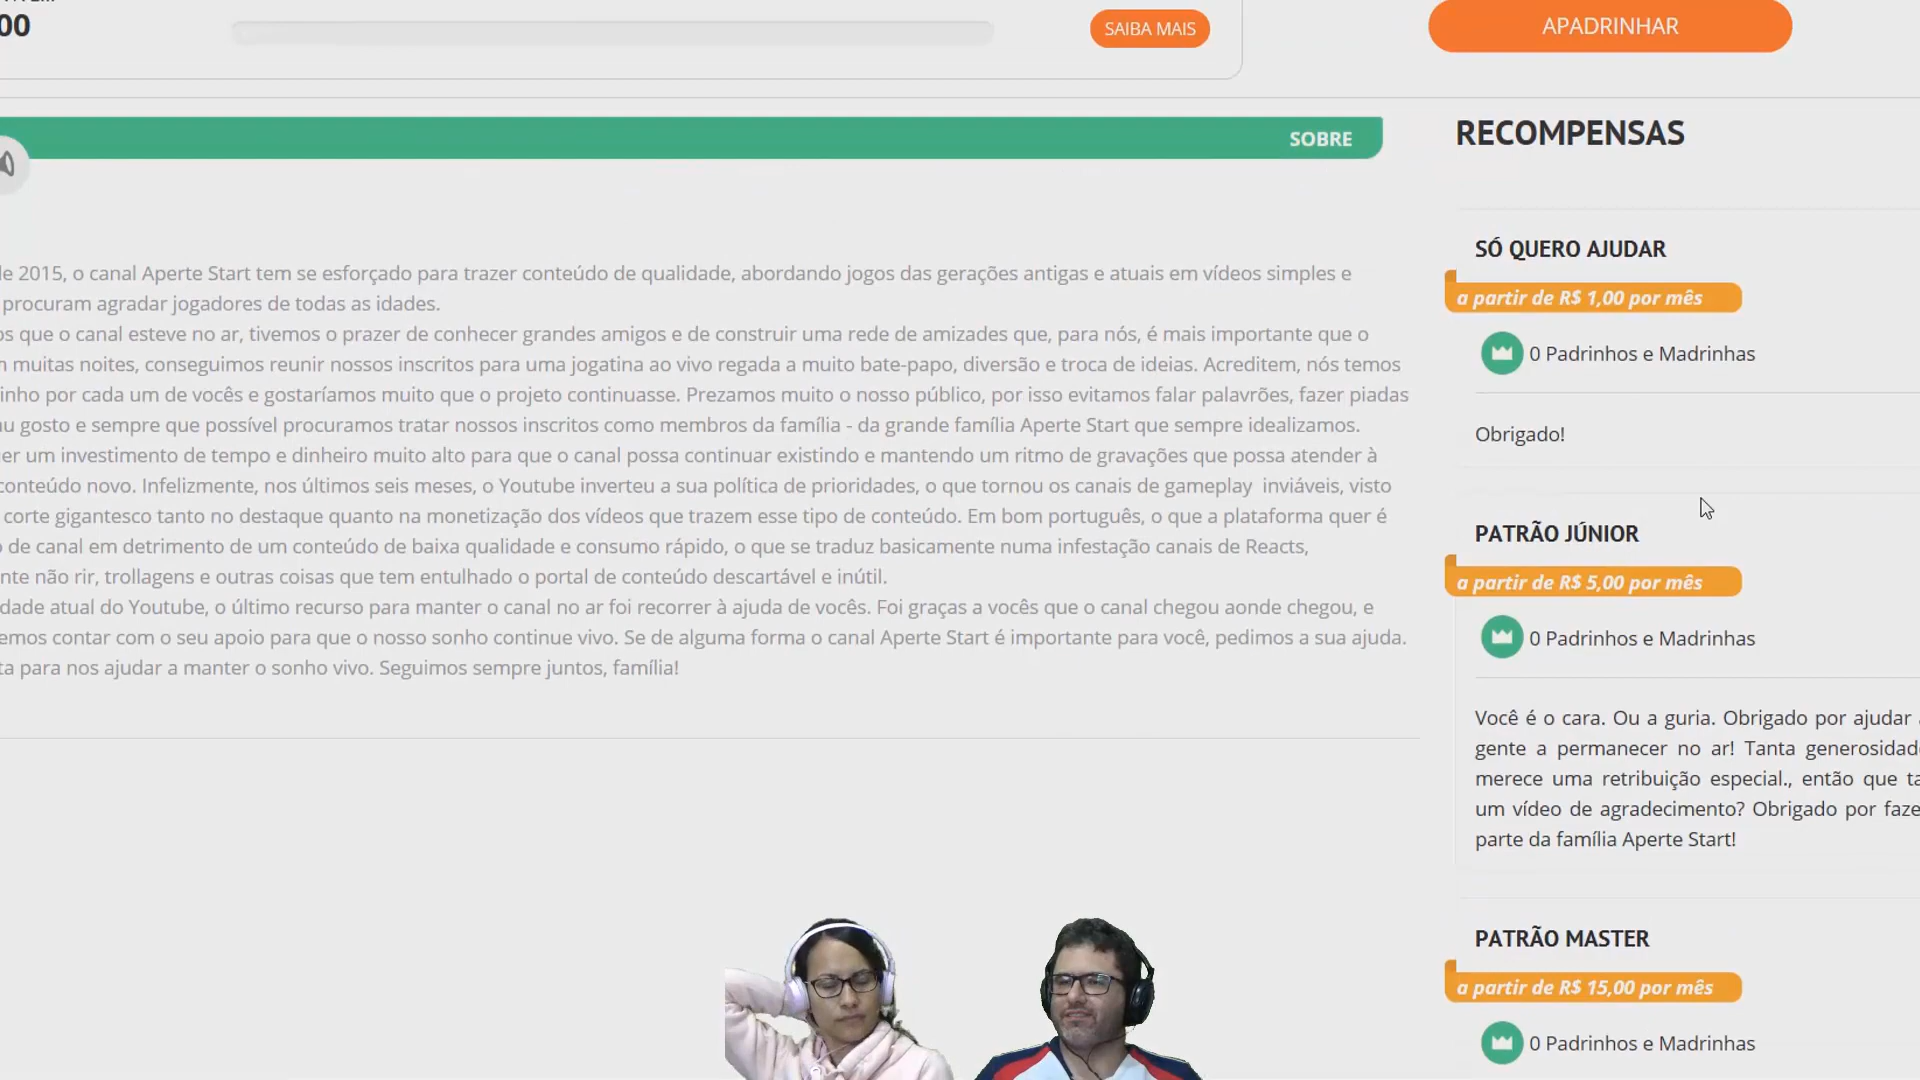 00
SAIBA MAIS
APADRINHAR
SOBRE
RECOMPENSAS
de 2015, o canal Aperte Start tem se esforçado para trazer conteúdo de qualidade, abordando jogos das gerações antigas e atuais em vídeos simples e
procuram agradar jogadores de todas as idades.
os que o canal esteve no ar, tivemos o prazer de conhecer grandes amigos e de construir uma rede de amizades que, para nós, é mais importante que o
muitas noites, conseguimos reunir nossos inscritos para uma jogatina ao vivo regada a muito bate-papo, diversão e troca de ideias. Acreditem, nós temos
inho por cada um de vocês e gostaríamos muito que o projeto continuasse. Prezamos muito o nosso público, por isso evitamos falar palavrões, fazer piadas
au gosto e sempre que possível procuramos tratar nossos inscritos como membros da família - da grande família Aperte Start que sempre idealizamos.
er um investimento de tempo e dinheiro muito alto para que o canal possa continuar existindo e mantendo um ritmo de gravações que possa atender à
conteúdo novo. Infelizmente, nos últimos seis meses, o Youtube inverteu a sua política de prioridades, o que tornou os canais de gameplay inviáveis, visto
corte gigantesco tanto no destaque quanto na monetização dos vídeos que trazem esse tipo de conteúdo. Em bom português, o que a plataforma quer é
de canal em detrimento de um conteúdo de baixa qualidade e consumo rápido, o que se traduz basicamente numa infestação canais de Reacts,
nte não rir, trollagens e outras coisas que tem entulhado o portal de conteúdo descartável e inútil.
dade atual do Youtube, o último recurso para manter o canal no ar foi recorrer à ajuda de vocês. Foi graças a vocês que o canal chegou aonde chegou, e
emos contar com o seu apoio para que o nosso sonho continue vivo. Se de alguma forma o canal Aperte Start é importante para você, pedimos a sua ajuda.
ta para nos ajudar a manter o sonho vivo. Seguimos sempre juntos, família!
SÓ QUERO AJUDAR
a partir de R$ 1,00 por mês
0 Padrinhos e Madrinhas
Obrigado!
PATRÃO JÚNIOR
a partir de R$ 5,00 por mês
0 Padrinhos e Madrinhas
Você é o cara. Ou a guria. Obrigado por ajudar
gente a permanecer no ar! Tanta generosidad
merece uma retribuição especial., então que ta
um vídeo de agradecimento? Obrigado por faze
parte da família Aperte Start!
PATRÃO MASTER
a partir de R$ 15,00 por mês
0 Padrinhos e Madrinhas